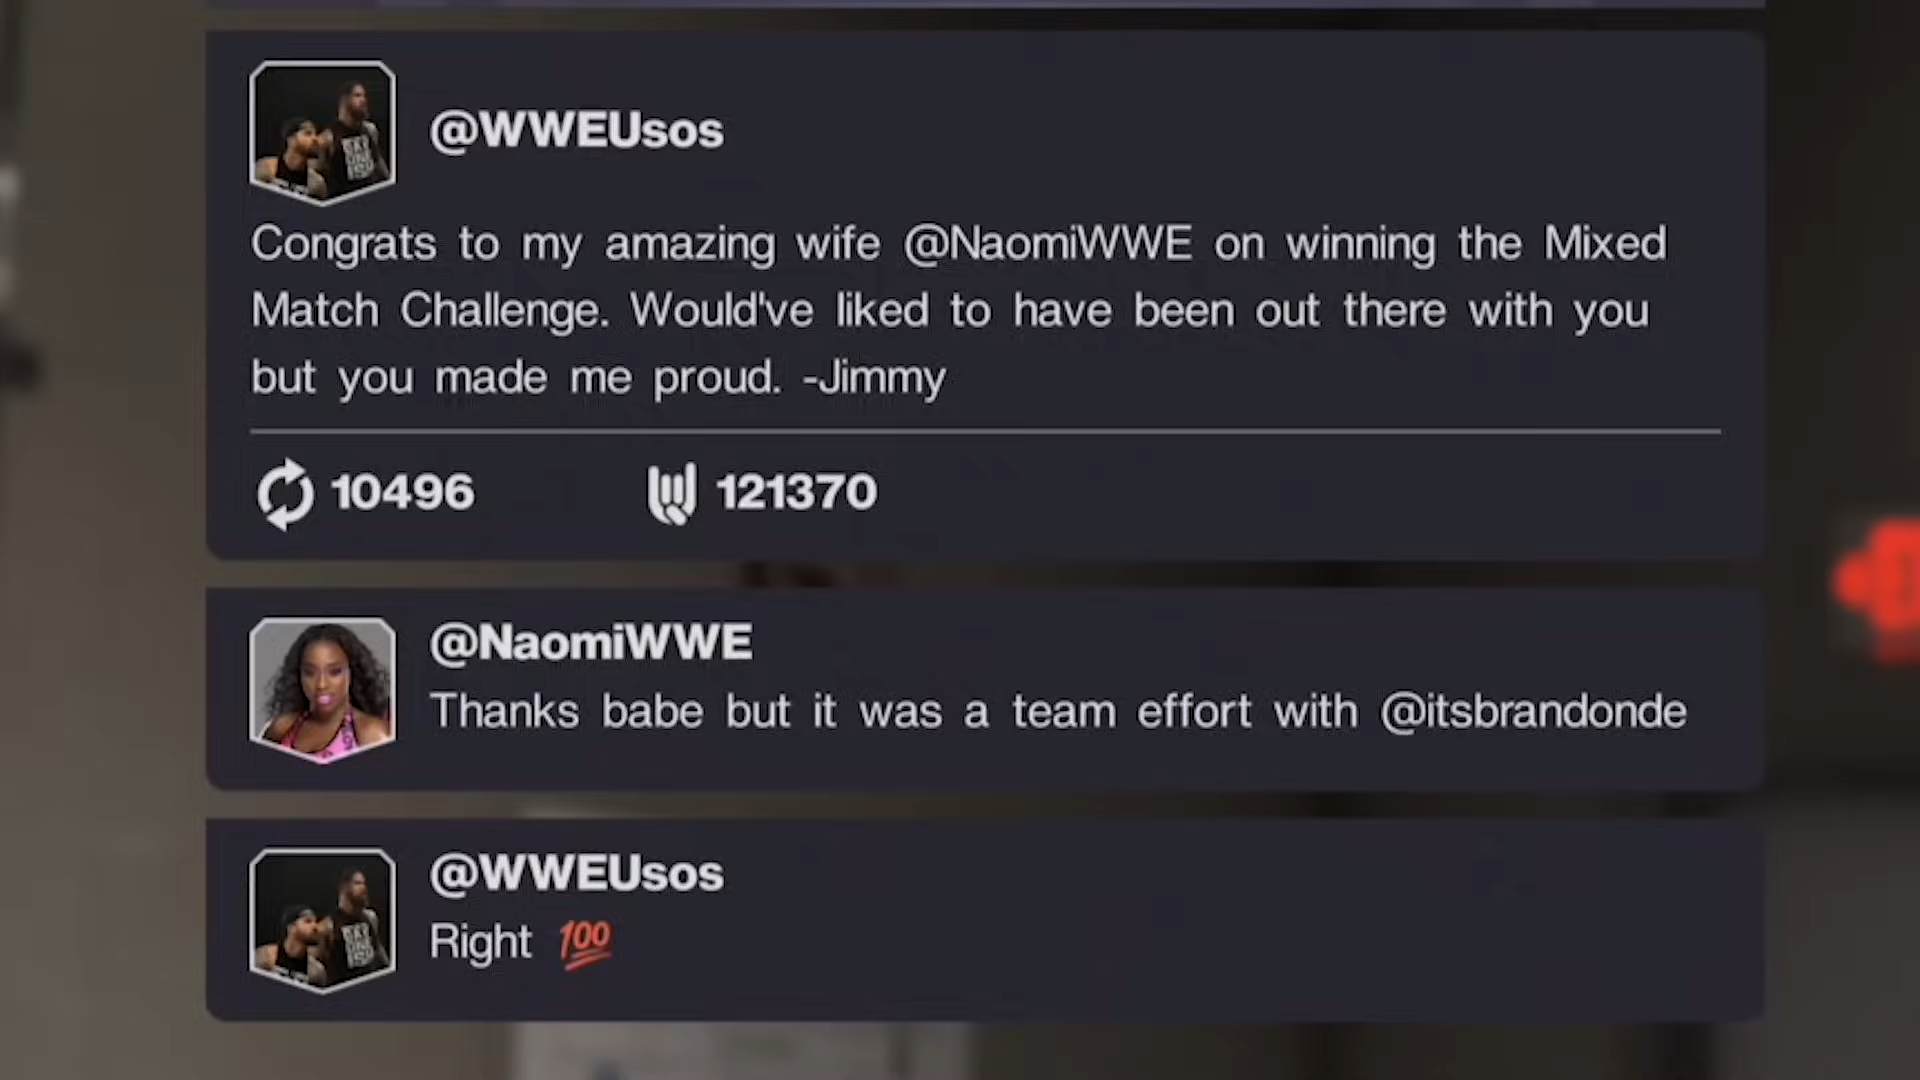 @WWEUsos
Congrats to my amazing wife @NaomiWWE on winning the Mixed
Match Challenge. Would've liked to have been out there with you
but you made me proud. -Jimmy
10496 121370
@NaomiWWE
Thanks babe but it was a team effort with @itsbrandonde
@WWEUsos
Right 💯